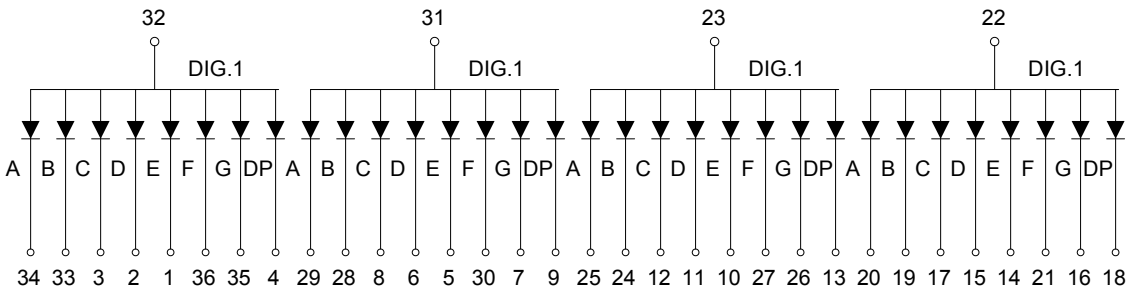 32 31 23 22
DIG.1 DIG.1 DIG.1 DIG.1
A B C D E F G DP A B C D E F G DP A B C D E F G DP A B C D E F G DP
34 33 3 2 1 36 35 4 29 28 8 6 5 30 7 9 25 24 12 11 10 27 26 13 20 19 17 15 14 21 16 18